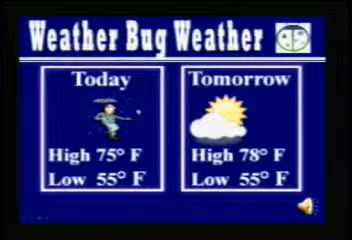 Weather Bug Weather
Today
High 75° F
Low 55° F
Tomorrow
High 78° F
Low 55° F